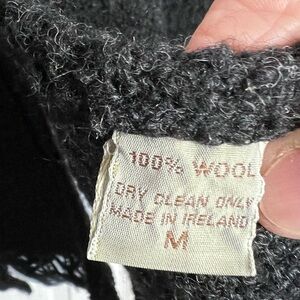 100% WOOL
DRY CLEAN ONLY
MADE IN IRELAND
M